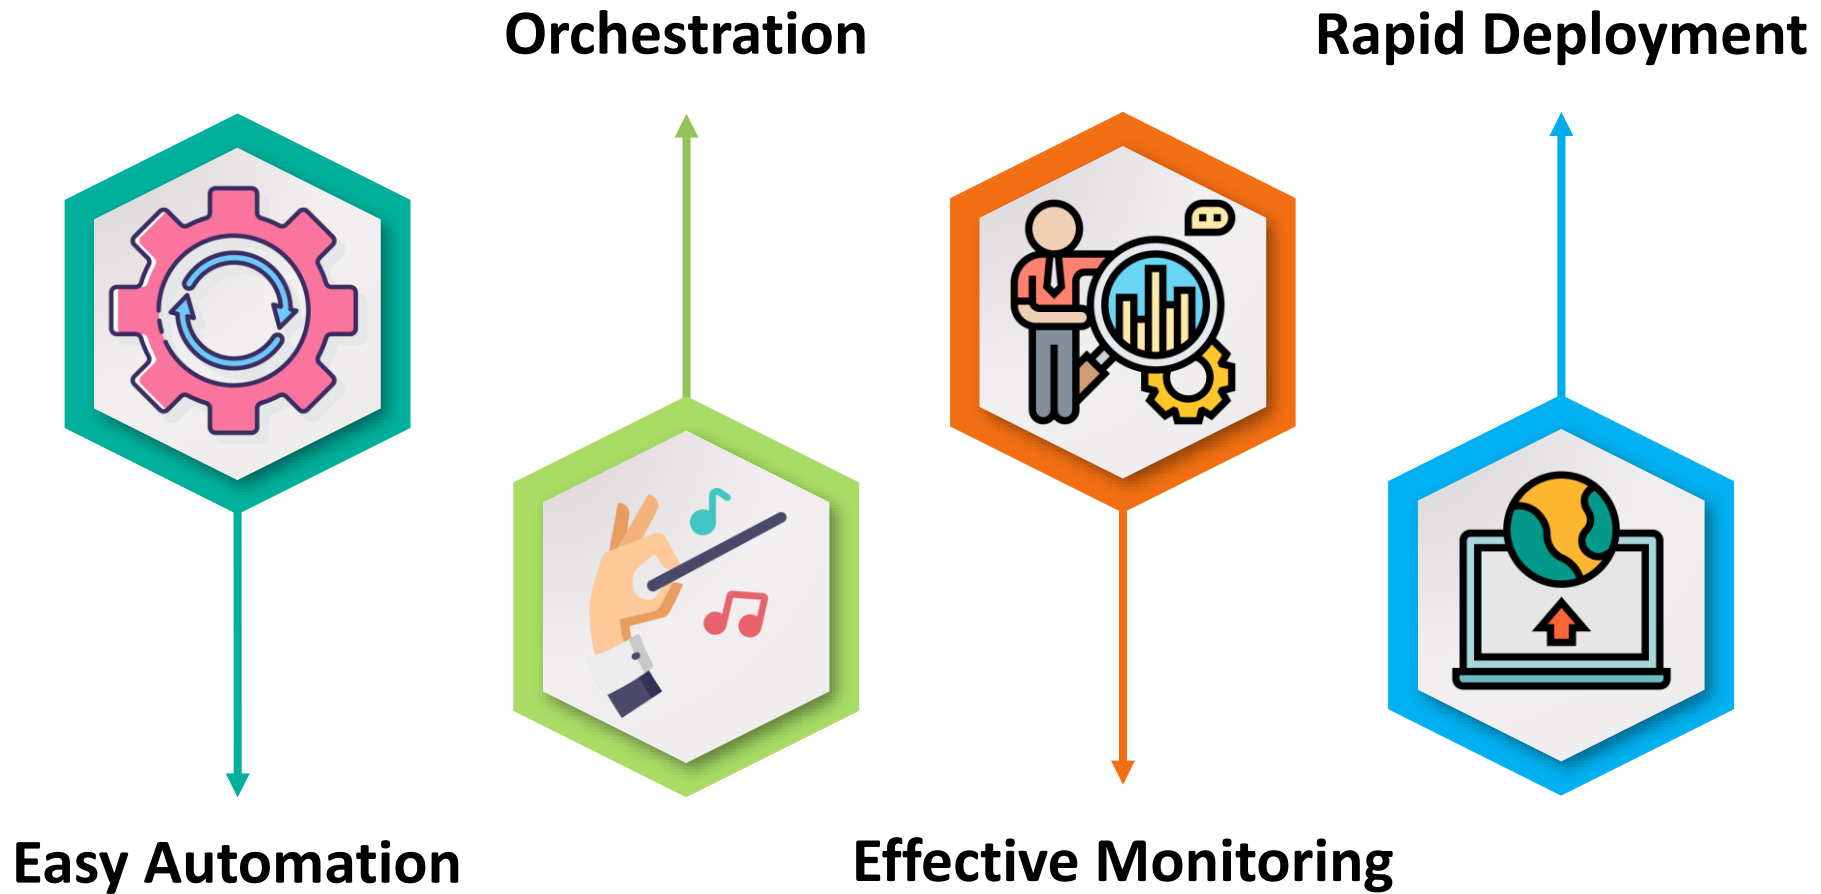 Orchestration
Rapid Deployment
Easy Automation
Effective Monitoring